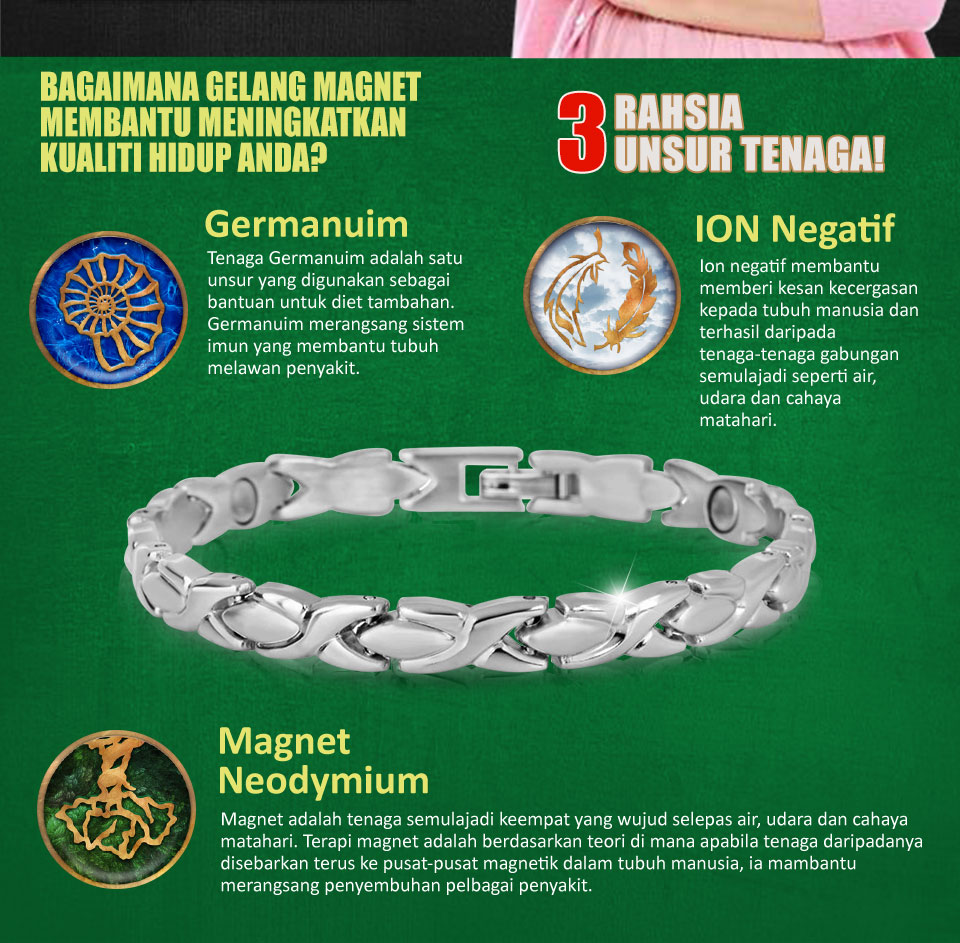 BAGAIMANA GELANG MAGNET
MEMBANTU MENINGKATKAN
KUALITI HIDUP ANDA?
3 RAHSIA
UNSUR TENAGA!
Germanuim
Tenaga Germanuim adalah satu
unsur yang digunakan sebagai
bantuan untuk diet tambahan.
Germanuim merangsang sistem
imun yang membantu tubuh
melawan penyakit.
ION Negatif
Ion negatif membantu
memberi kesan kecergasan
kepada tubuh manusia dan
terhasil daripada
tenaga-tenaga gabungan
semulajadi seperti air,
udara dan cahaya
matahari.
Magnet
Neodymium
Magnet adalah tenaga semulajadi keempat yang wujud selepas air, udara dan cahaya
matahari. Terapi magnet adalah berdasarkan teori di mana apabila tenaga daripadanya
disebarkan terus ke pusat-pusat magnetik dalam tubuh manusia, ia mambantu
merangsang penyembuhan pelbagai penyakit.